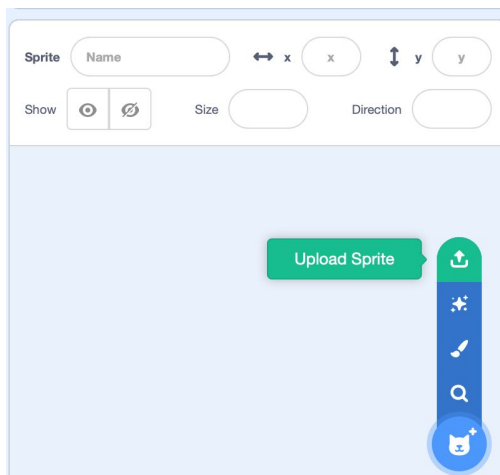 Sprite Name x x y y
Show Size Direction
Upload Sprite